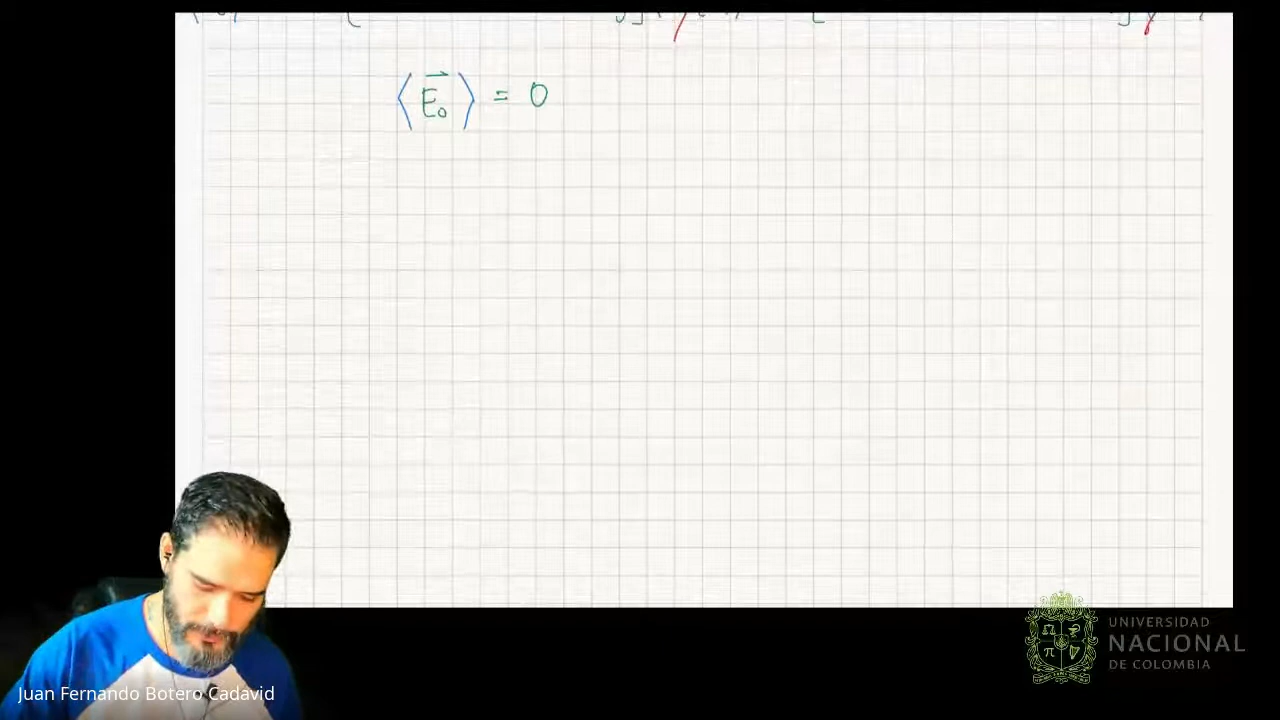 ⟨E⃗₀⟩ = 0
Juan Fernando Botero Cadavid
UNIVERSIDAD
NACIONAL
DE COLOMBIA